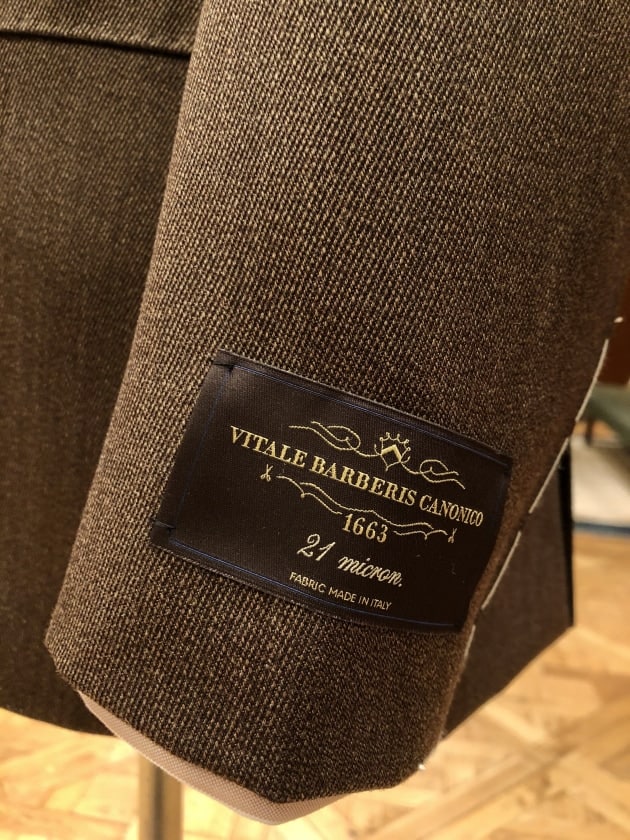 VITALE BARBERIS CANONICO
1663
21 micron.
FABRIC MADE IN ITALY